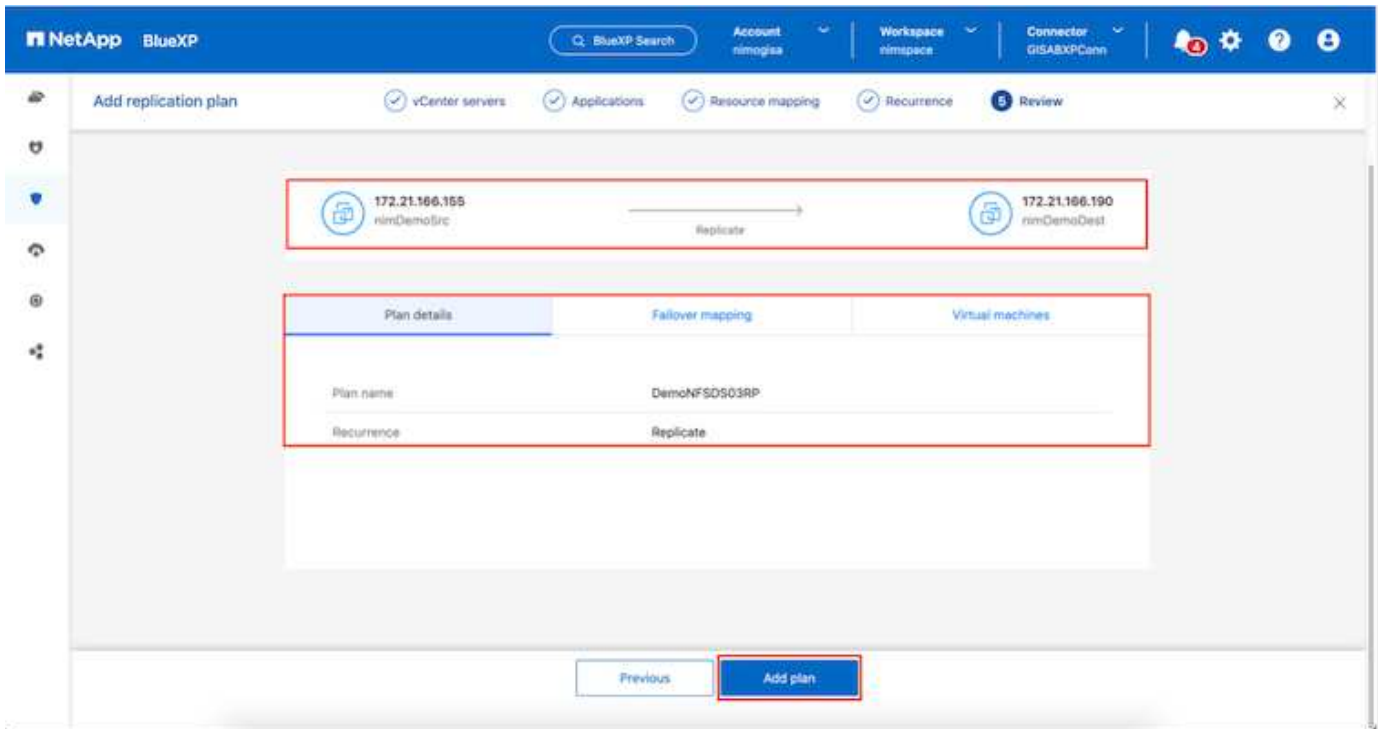 NetApp BlueXP
BlueXP Search
Account
nimogisa
Workspace
nimspace
Connector
GISABXPConn
4
Add replication plan
vCenter servers
Applications
Resource mapping
Recurrence
5 Review
172.21.166.155
nimDemoSrc
Replicate
172.21.166.190
nimDemoDest
Plan details
Failover mapping
Virtual machines
Plan name DemoNFSDS03RP
Recurrence Replicate
Previous
Add plan